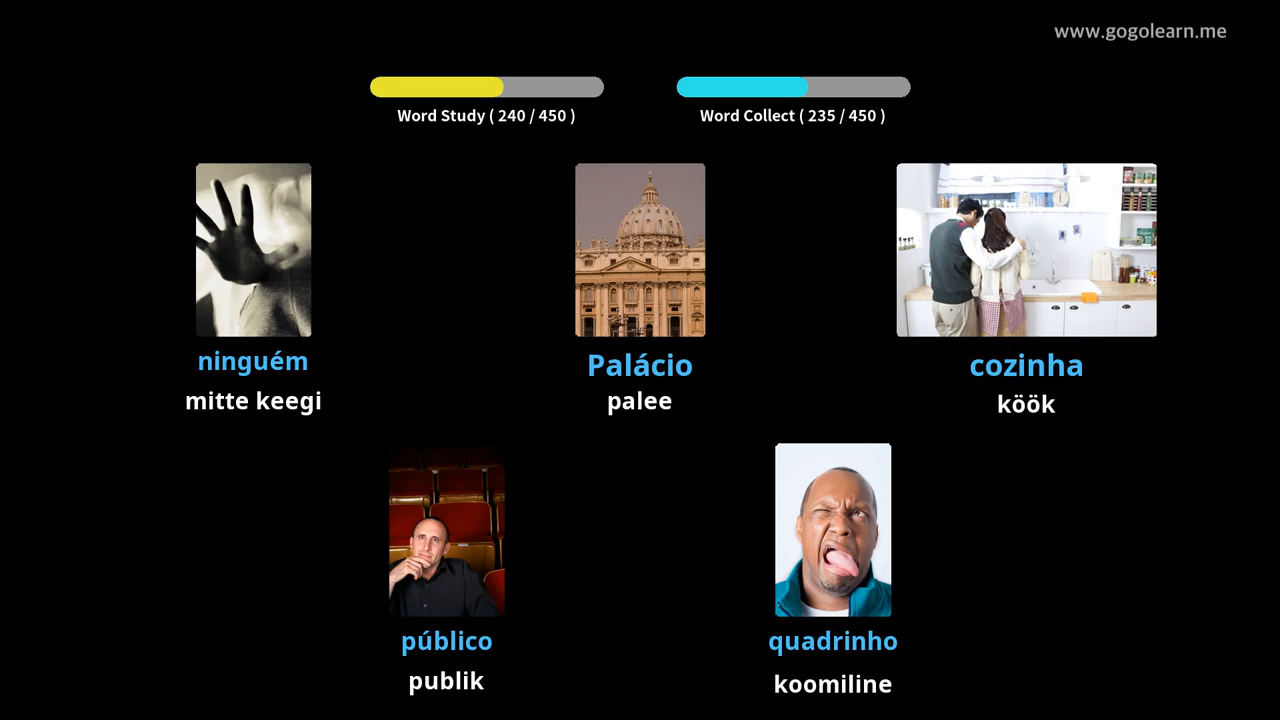 www.gogolearn.me
Word Study ( 240 / 450 )
Word Collect ( 235 / 450 )
ninguém
mitte keegi
Palácio
palee
cozinha
köök
público
publik
quadrinho
koomiline